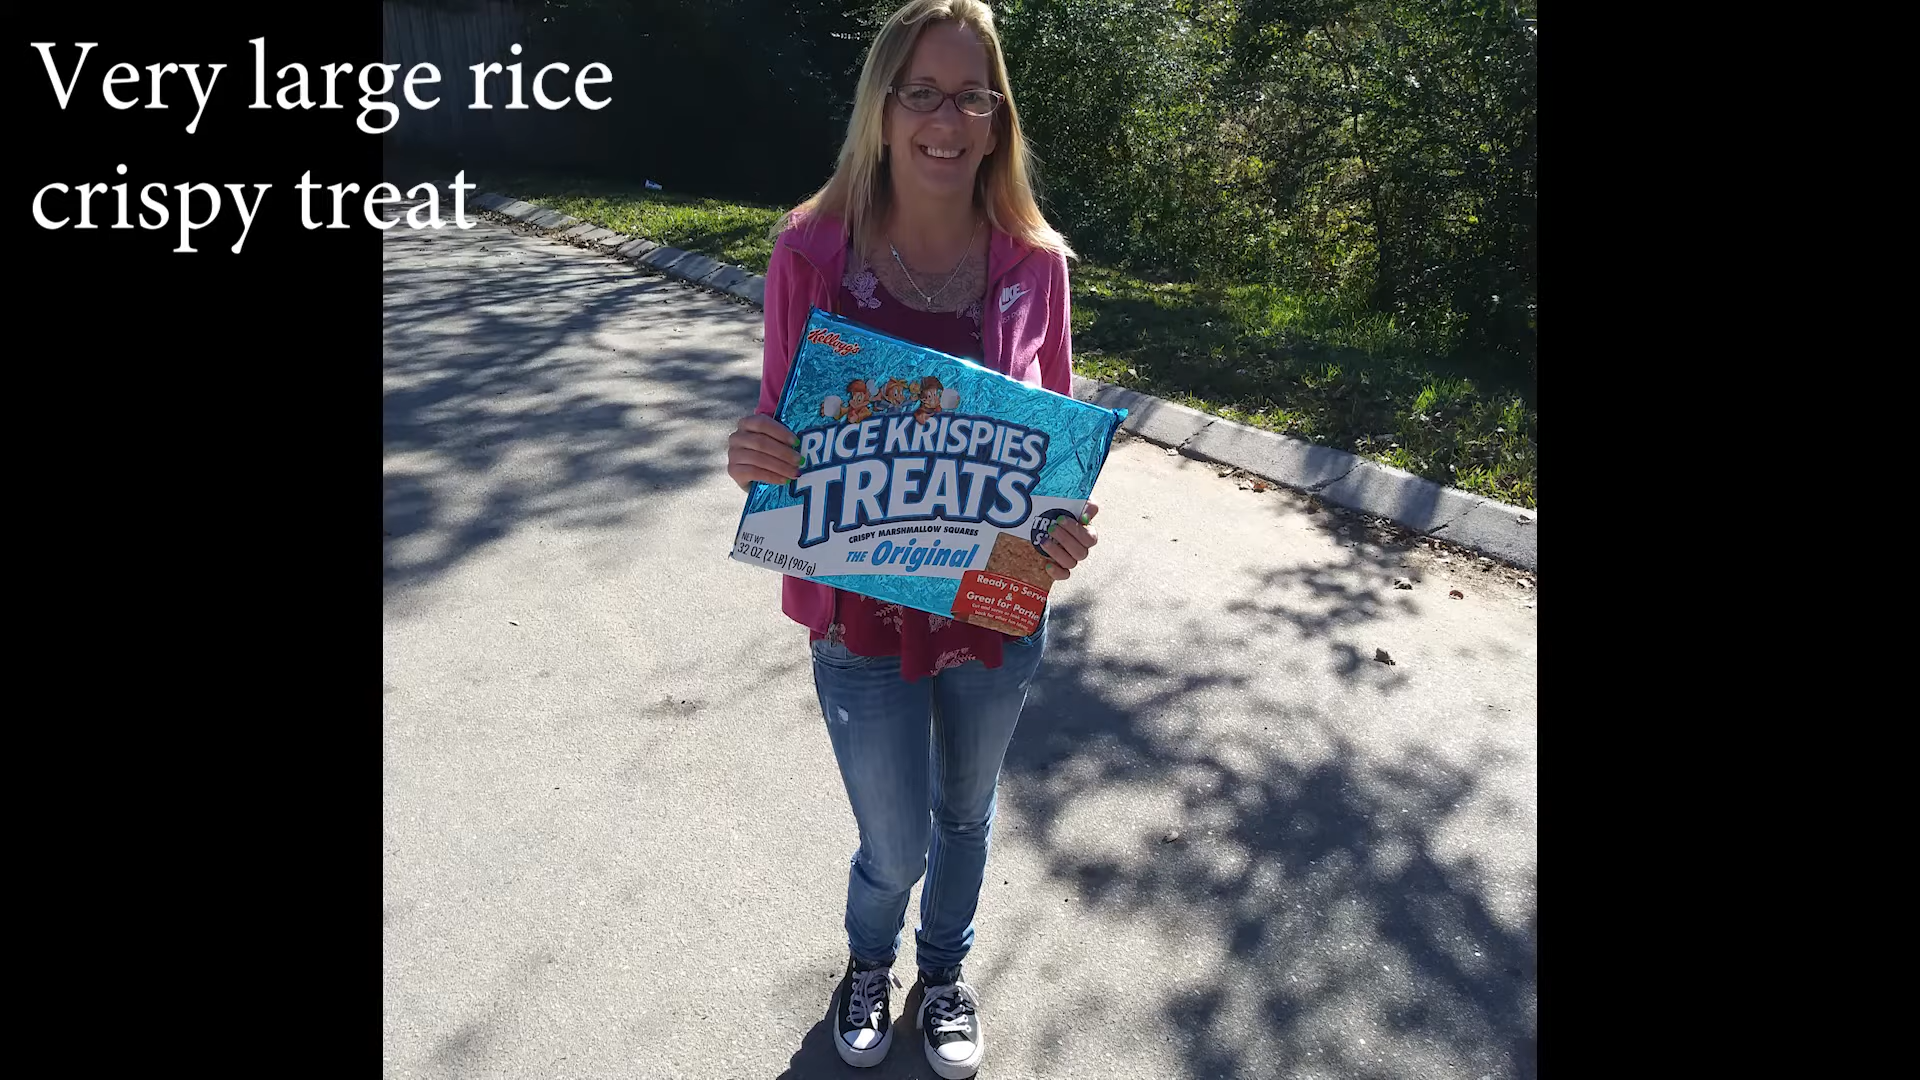 Very large rice
crispy treat
NIKE
Kellogg's
RICE KRISPIES
TREATS
CRISPY MARSHMALLOW SQUARES
THE Original
NET WT
32 OZ (2 LB) (907g)
Ready to Serve
&
Great for